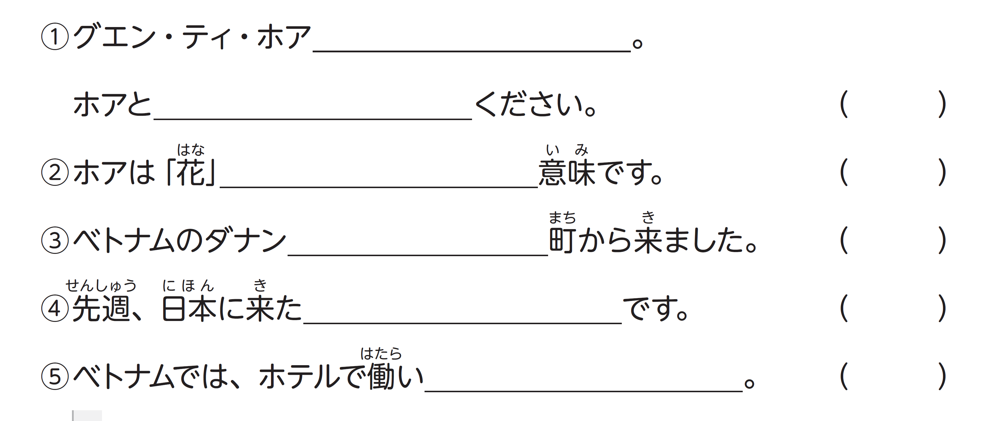 ①グエン・ティ・ホア＿＿＿＿＿＿＿＿＿＿。
ホアと＿＿＿＿＿＿＿＿＿＿ください。（　　　）
はな　い　み
②ホアは「花」＿＿＿＿＿＿＿＿＿＿意味です。（　　　）
まち　き
③ベトナムのダナン＿＿＿＿＿＿＿＿町から来ました。（　　　）
せんしゅう　に　ほん　き
④先週、日本に来た＿＿＿＿＿＿＿＿＿＿です。（　　　）
はたら
⑤ベトナムでは、ホテルで働い＿＿＿＿＿＿＿＿＿＿。（　　　）